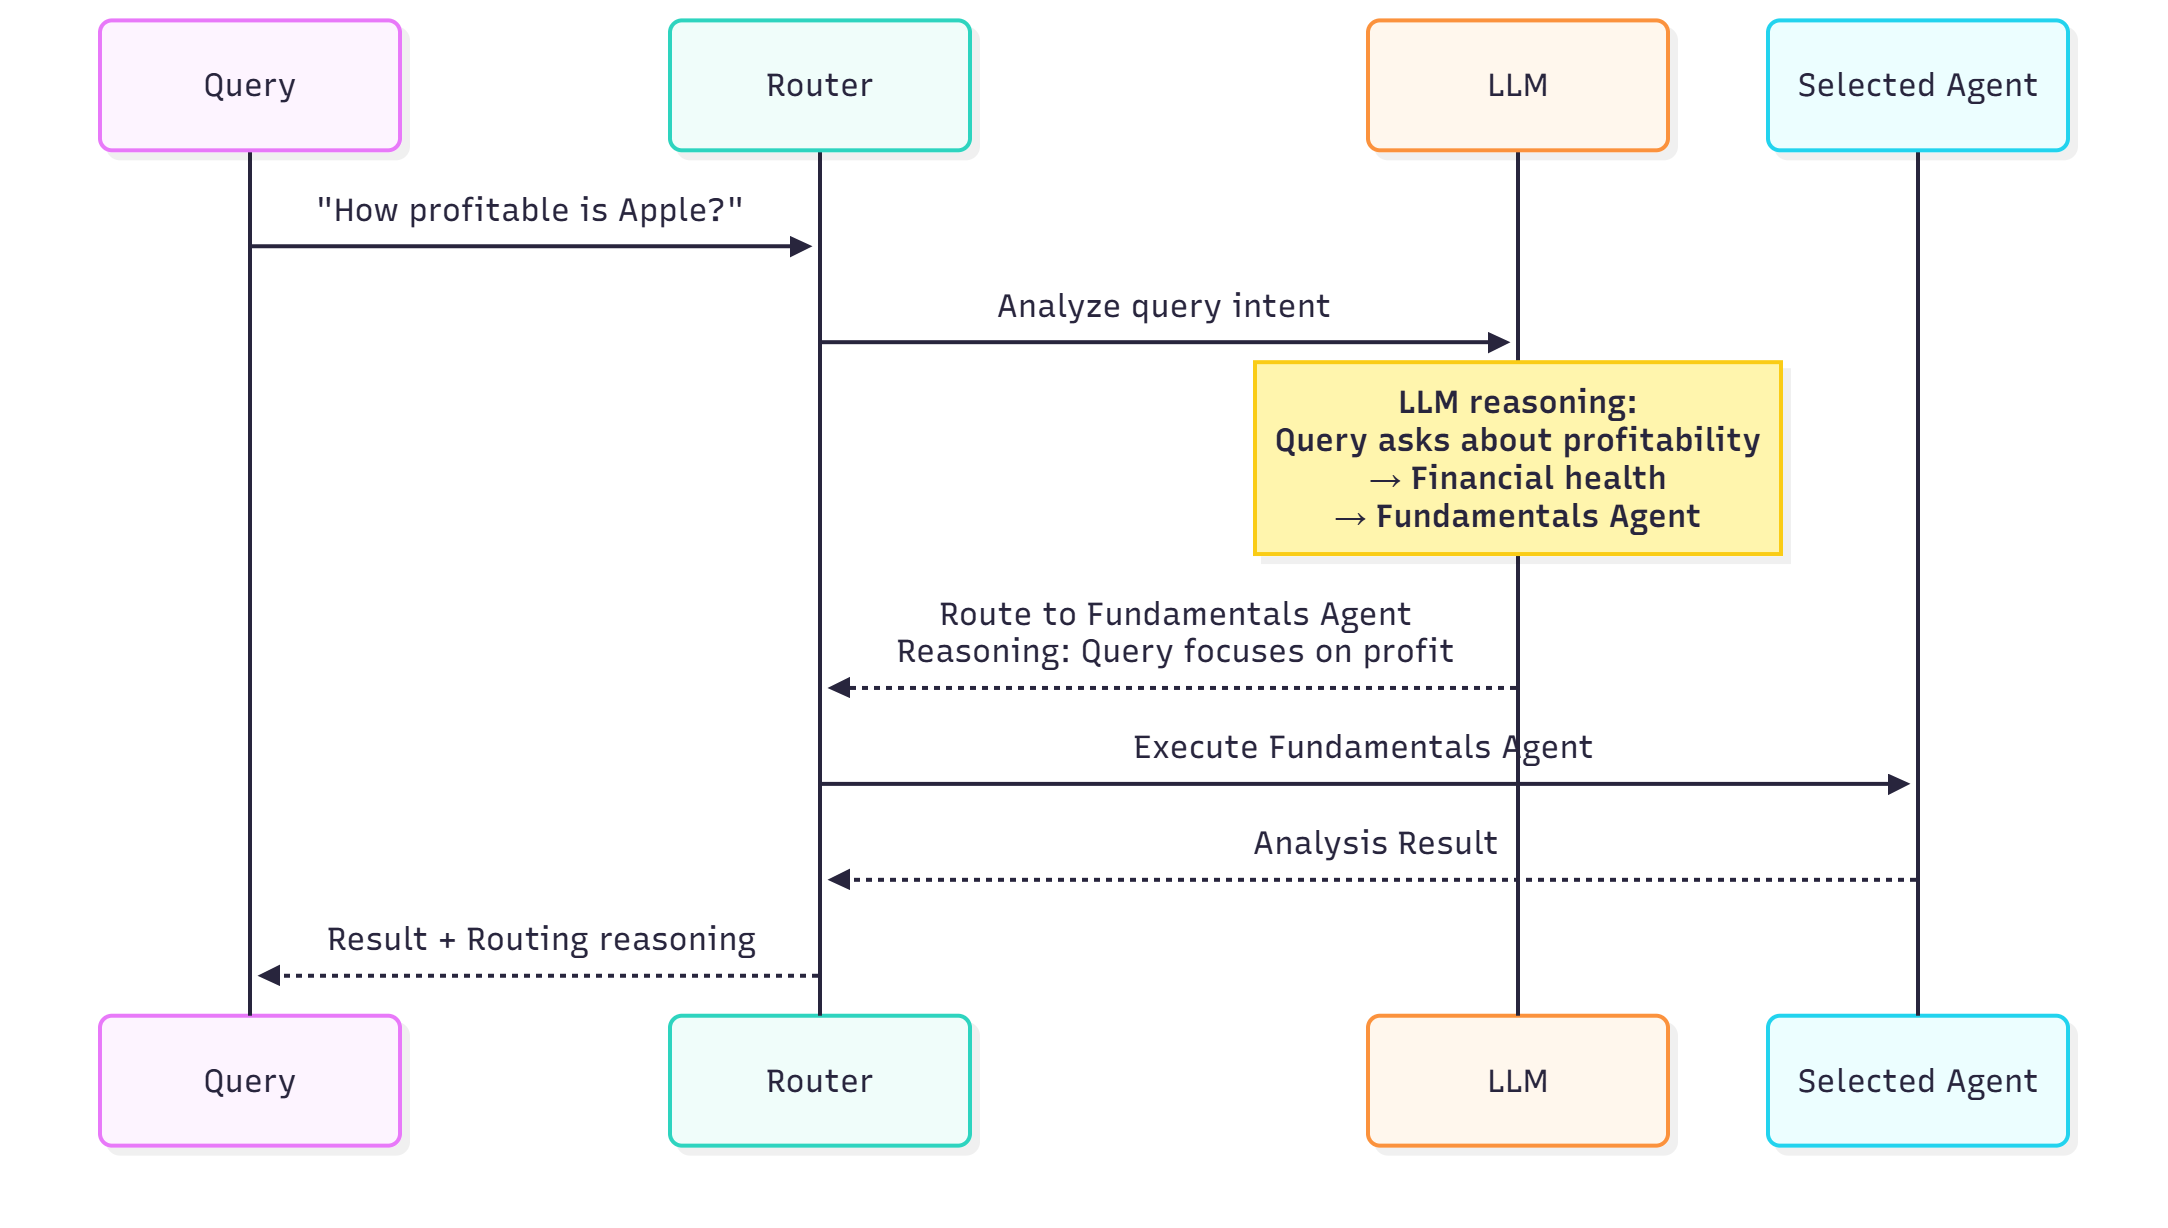 Query
Router
LLM
Selected Agent
"How profitable is Apple?"
Analyze query intent
LLM reasoning:
Query asks about profitability
→ Financial health
→ Fundamentals Agent
Route to Fundamentals Agent
Reasoning: Query focuses on profit
Execute Fundamentals Agent
Analysis Result
Result + Routing reasoning
Query
Router
LLM
Selected Agent